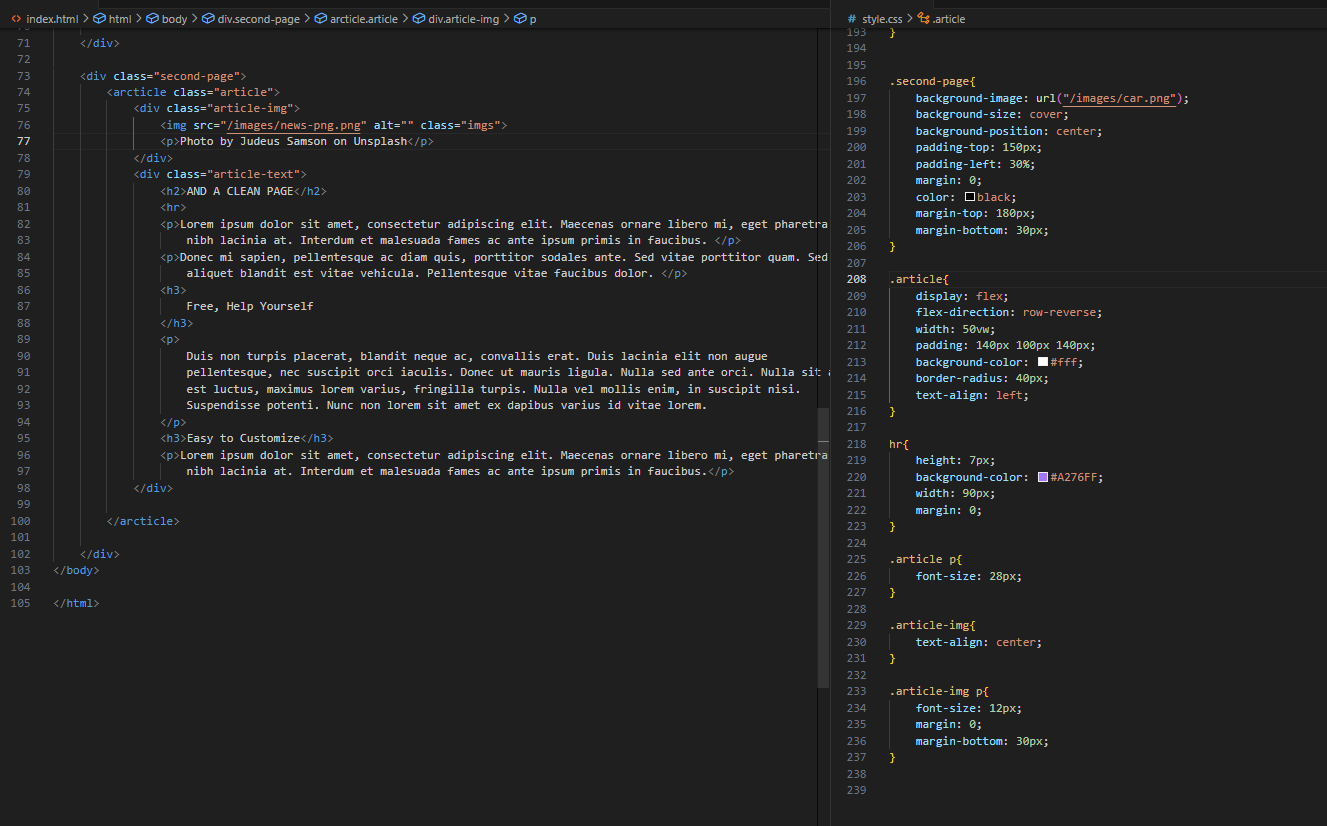 index.html > html > body > div.second-page > arcticle.article > div.article-img > p
71 </div>
72
73 <div class="second-page">
74 <arcticle class="article">
75 <div class="article-img">
76 <img src="/images/news-png.png" alt="" class="imgs">
77 <p>Photo by Judeus Samson on Unsplash</p>
78 </div>
79 <div class="article-text">
80 <h2>AND A CLEAN PAGE</h2>
81 <hr>
82 <p>Lorem ipsum dolor sit amet, consectetur adipiscing elit. Maecenas ornare libero mi, eget pharetra
83 nibh lacinia at. Interdum et malesuada fames ac ante ipsum primis in faucibus. </p>
84 <p>Donec mi sapien, pellentesque ac diam quis, porttitor sodales ante. Sed vitae porttitor quam. Sed
85 aliquet blandit est vitae vehicula. Pellentesque vitae faucibus dolor. </p>
86 <h3>
87 Free, Help Yourself
88 </h3>
89 <p>
90 Duis non turpis placerat, blandit neque ac, convallis erat. Duis lacinia elit non augue
91 pellentesque, nec suscipit orci iaculis. Donec ut mauris ligula. Nulla sed ante orci. Nulla sit a
92 est luctus, maximus lorem varius, fringilla turpis. Nulla vel mollis enim, in suscipit nisi.
93 Suspendisse potenti. Nunc non lorem sit amet ex dapibus varius id vitae lorem.
94 </p>
95 <h3>Easy to Customize</h3>
96 <p>Lorem ipsum dolor sit amet, consectetur adipiscing elit. Maecenas ornare libero mi, eget pharetra
97 nibh lacinia at. Interdum et malesuada fames ac ante ipsum primis in faucibus.</p>
98 </div>
99
100 </arcticle>
101
102 </div>
103 </body>
104
105 </html>
# style.css > .article
193 }
194
195
196 .second-page{
197 background-image: url("/images/car.png");
198 background-size: cover;
199 background-position: center;
200 padding-top: 150px;
201 padding-left: 30%;
202 margin: 0;
203 color: black;
204 margin-top: 180px;
205 margin-bottom: 30px;
206 }
207
208 .article{
209 display: flex;
210 flex-direction: row-reverse;
211 width: 50vw;
212 padding: 140px 100px 140px;
213 background-color: #fff;
214 border-radius: 40px;
215 text-align: left;
216 }
217
218 hr{
219 height: 7px;
220 background-color: #A276FF;
221 width: 90px;
222 margin: 0;
223 }
224
225 .article p{
226 font-size: 28px;
227 }
228
229 .article-img{
230 text-align: center;
231 }
232
233 .article-img p{
234 font-size: 12px;
235 margin: 0;
236 margin-bottom: 30px;
237 }
238
239